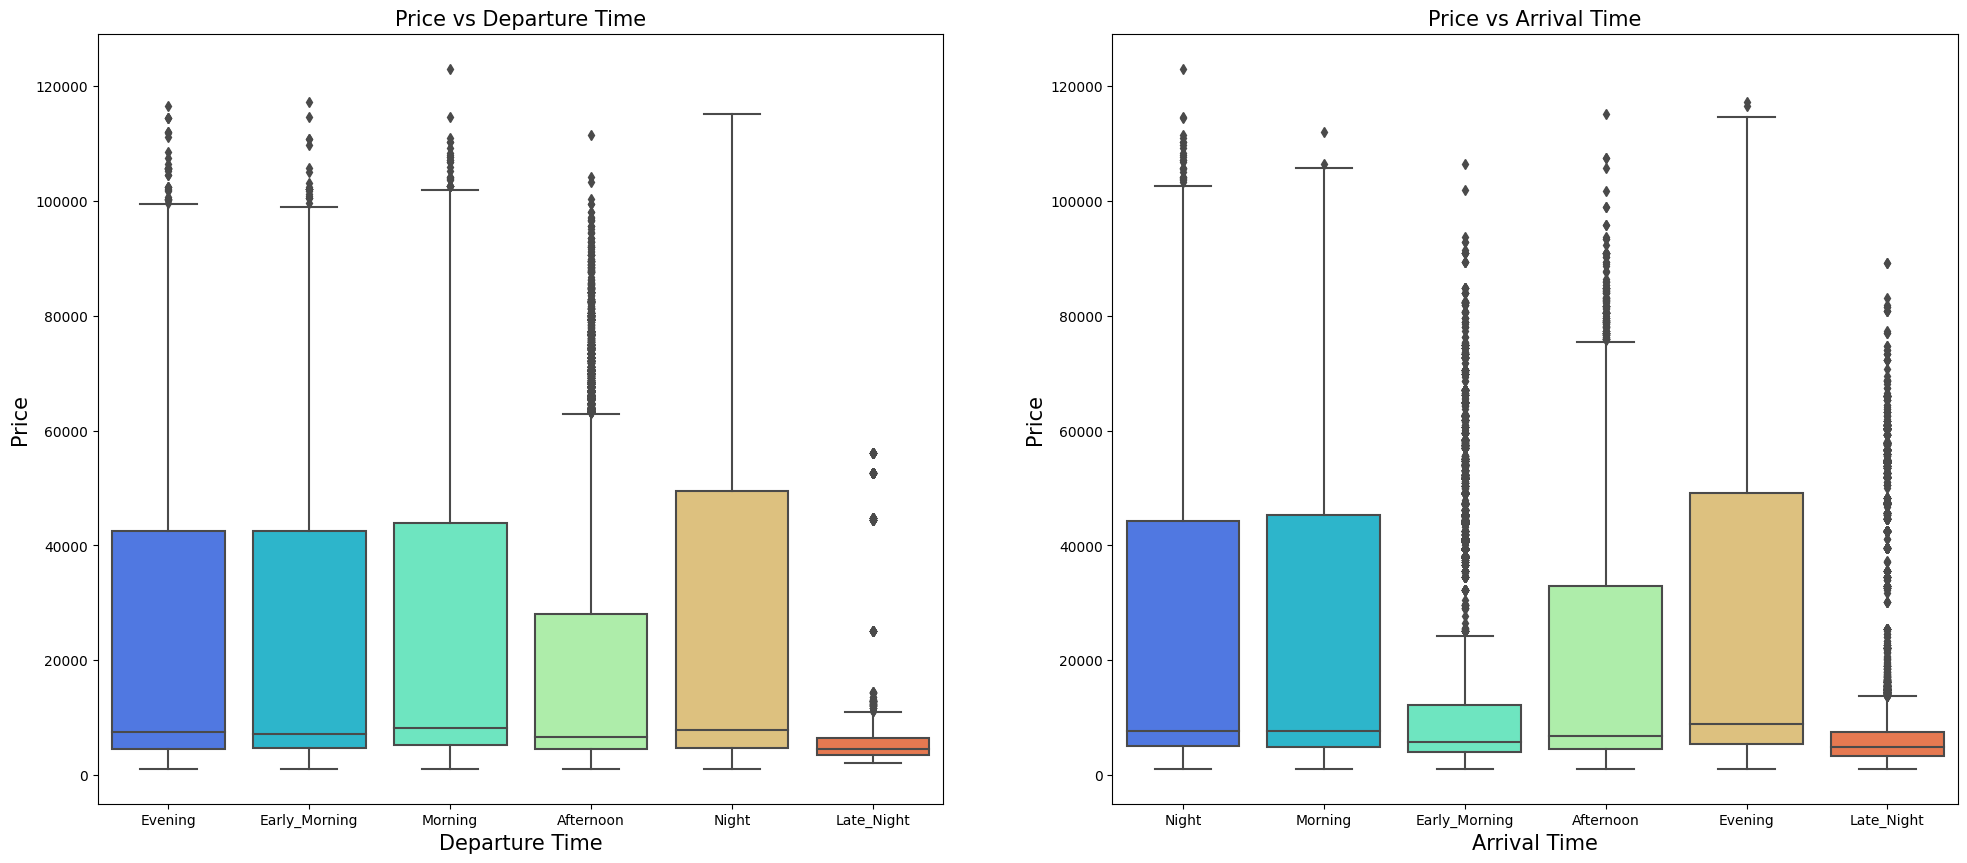 Price vs Departure Time
120000
100000
80000
60000
40000
20000
0
Price
Evening
Early_Morning
Morning
Afternoon
Night
Late_Night
Departure Time
Price vs Arrival Time
120000
100000
80000
60000
40000
20000
0
Price
Night
Morning
Early_Morning
Afternoon
Evening
Late_Night
Arrival Time